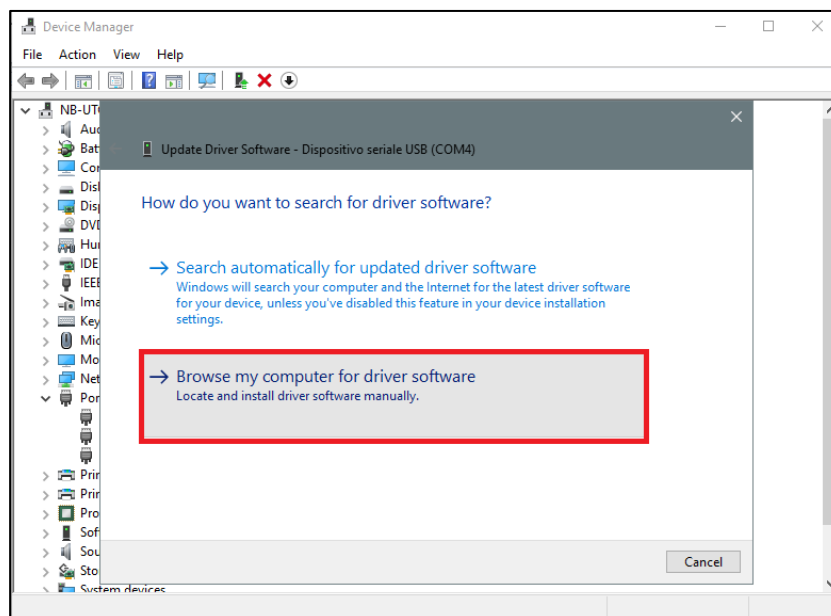 Device Manager
File Action View Help
NB-UT
Aud
Bat
Update Driver Software - Dispositivo seriale USB (COM4)
Cor
Disk
How do you want to search for driver software?
Disp
DVD
Hu
IDE
Search automatically for updated driver software
IEEE
Windows will search your computer and the Internet for the latest driver software
for your device, unless you've disabled this feature in your device installation
settings.
Ima
Key
Mic
Mo
Browse my computer for driver software
Net
Locate and install driver software manually.
Por
Prin
Prin
Pro
Sof
Sou
Cancel
Sto
System devices